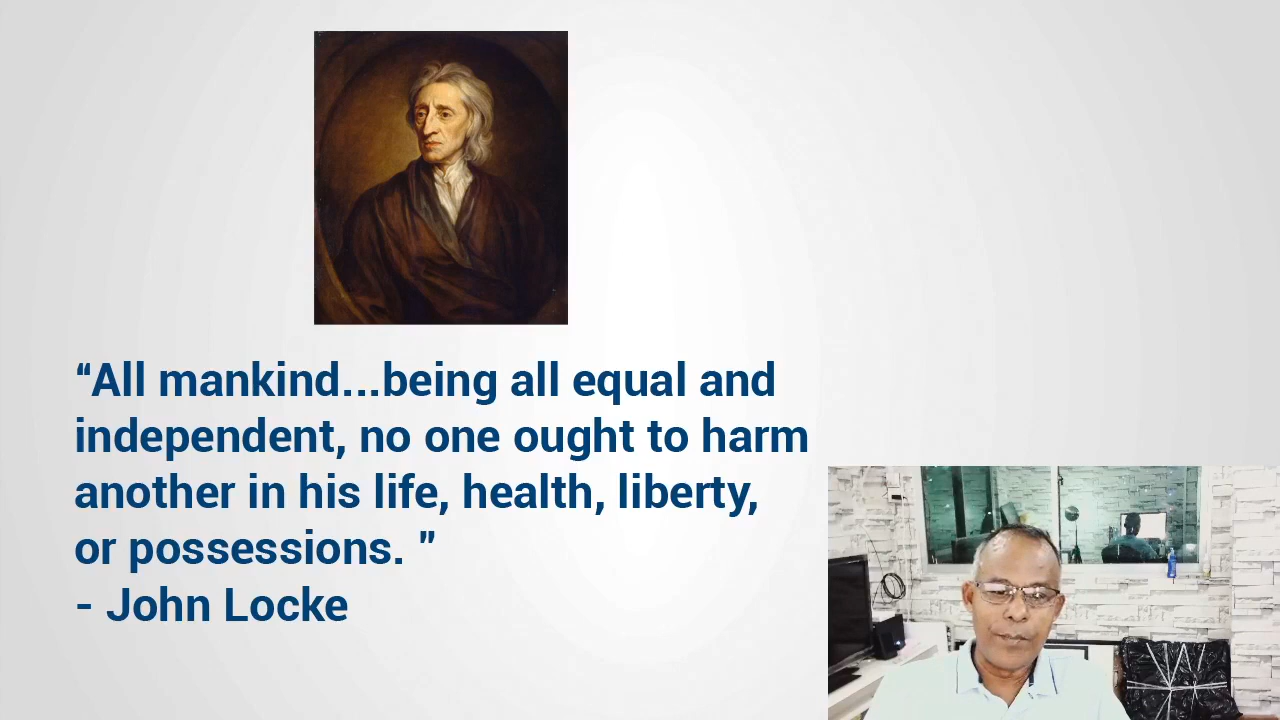 “All mankind...being all equal and
independent, no one ought to harm
another in his life, health, liberty,
or possessions. ”
- John Locke